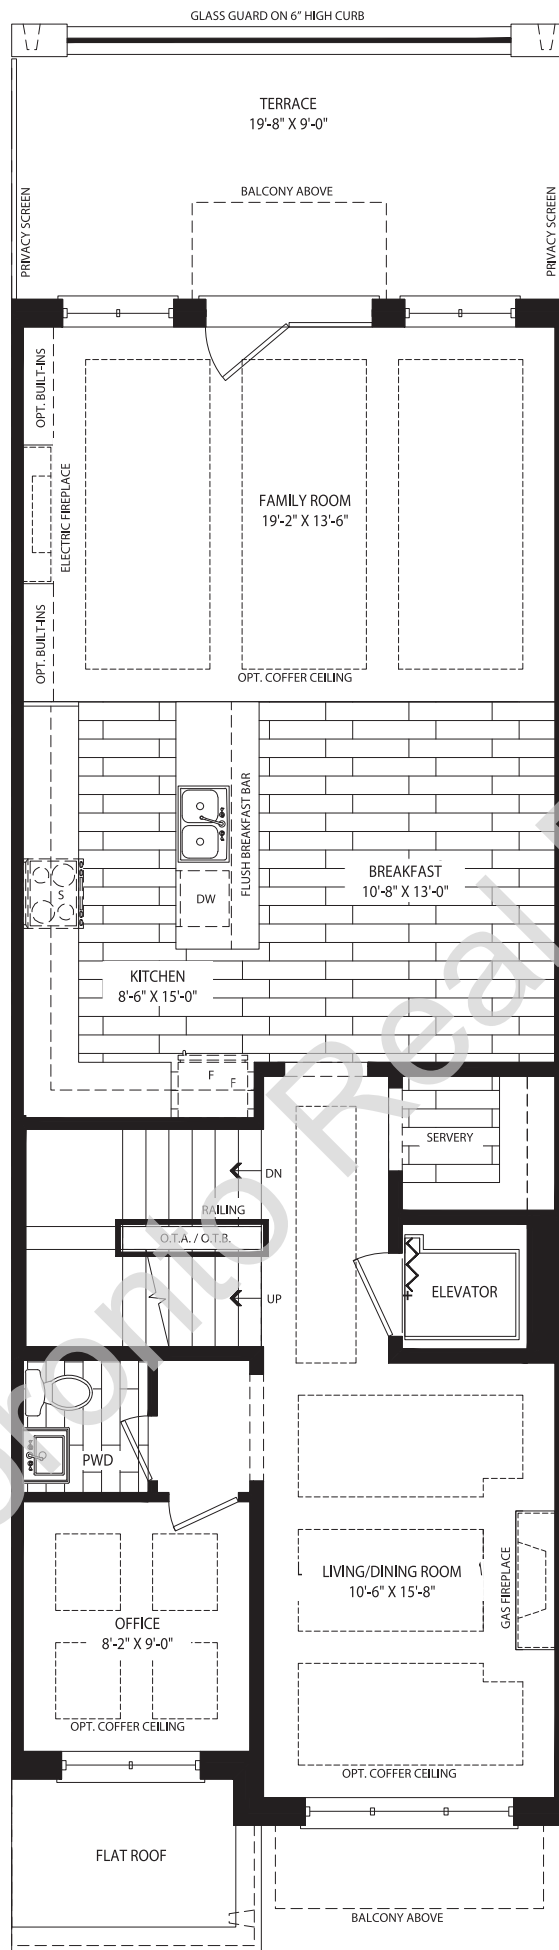 GLASS GUARD ON 6" HIGH CURB
TERRACE
19'-8" X 9'-0"
BALCONY ABOVE
PRIVACY SCREEN
PRIVACY SCREEN
OPT. BUILT-INS
ELECTRIC FIREPLACE
OPT. BUILT-INS
FAMILY ROOM
19'-2" X 13'-6"
OPT. COFFER CEILING
FLUSH BREAKFAST BAR
S
DW
BREAKFAST
10'-8" X 13'-0"
KITCHEN
8'-6" X 15'-0"
F
F
SERVERY
DN
RAILING
O.T.A. / O.T.B.
UP
ELEVATOR
PWD
LIVING/DINING ROOM
10'-6" X 15'-8"
GAS FIREPLACE
OFFICE
8'-2" X 9'-0"
OPT. COFFER CEILING
OPT. COFFER CEILING
FLAT ROOF
BALCONY ABOVE
oronto Real